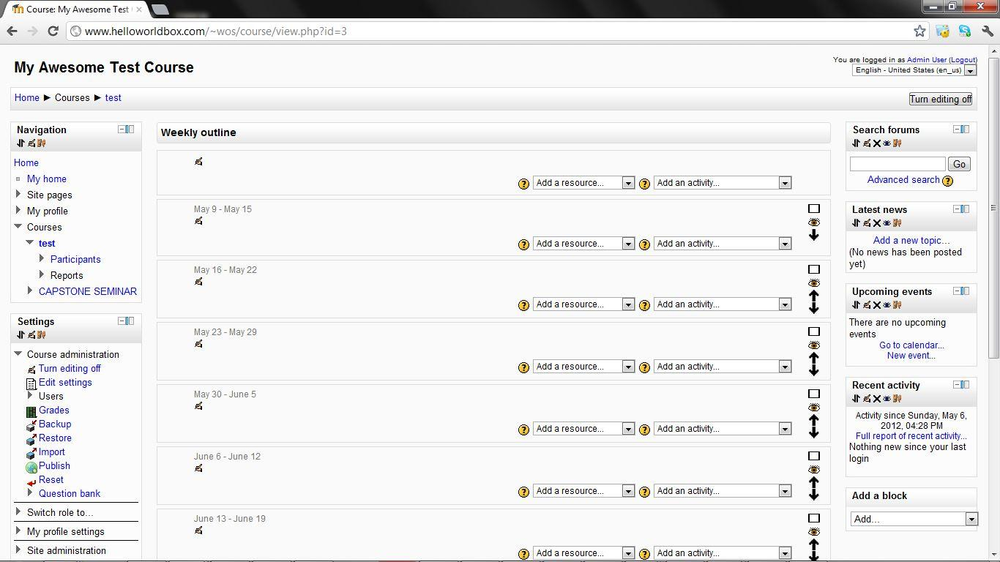 Course: My Awesome Test
www.helloworldbox.com/~wos/course/view.php?id=3
My Awesome Test Course
You are logged in as Admin User (Logout)
English - United States (en_us)
Home ► Courses ► test
Turn editing off
Navigation
Home
My home
Site pages
My profile
Courses
test
Participants
Reports
CAPSTONE SEMINAR
Settings
Course administration
Turn editing off
Edit settings
Users
Grades
Backup
Restore
Import
Publish
Reset
Question bank
Switch role to...
My profile settings
Site administration
Weekly outline
Add a resource... Add an activity...
May 9 - May 15
Add a resource... Add an activity...
May 16 - May 22
Add a resource... Add an activity...
May 23 - May 29
Add a resource... Add an activity...
May 30 - June 5
Add a resource... Add an activity...
June 6 - June 12
Add a resource... Add an activity...
June 13 - June 19
Add a resource... Add an activity...
Search forums
Go
Advanced search
Latest news
Add a new topic...
(No news has been posted
yet)
Upcoming events
There are no upcoming
events
Go to calendar...
New event...
Recent activity
Activity since Sunday, May 6,
2012, 04:28 PM
Full report of recent activity...
Nothing new since your last
login
Add a block
Add...